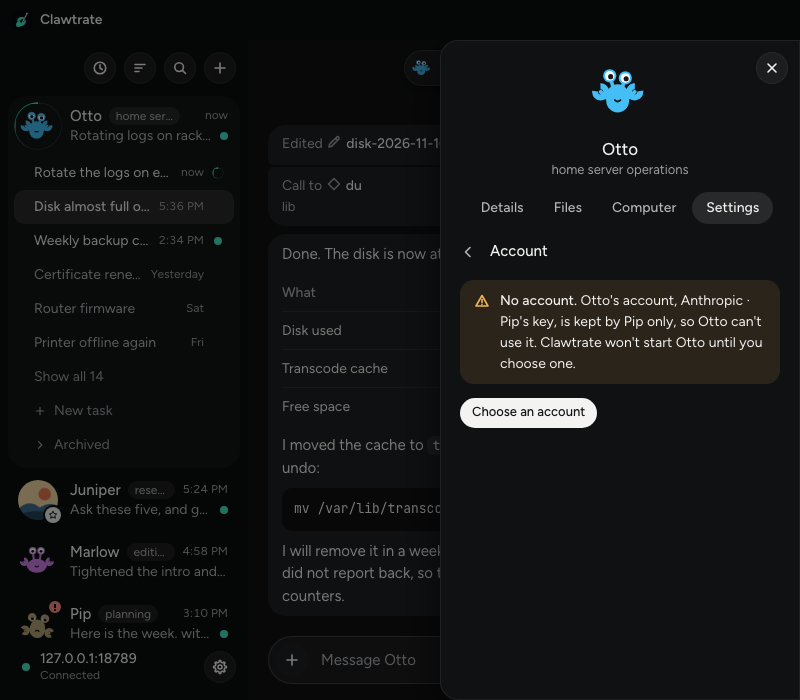 Clawtrate
Otto home ser... now
Rotating logs on rack...
Rotate the logs on e... now
Disk almost full o... 5:36 PM
Weekly backup c... 2:34 PM
Certificate rene... Yesterday
Router firmware Sat
Printer offline again Fri
Show all 14
New task
Archived
Juniper rese... 5:24 PM
Ask these five, and g...
Marlow editi... 4:58 PM
Tightened the intro and...
Pip planning 3:10 PM
Here is the week. wit...
127.0.0.1:18789
Connected
Edited disk-2026-11-1
Call to du
lib
Done. The disk is now at
What
Disk used
Transcode cache
Free space
I moved the cache to
undo:
mv /var/lib/transco
I will remove it in a week
did not report back, so
counters.
Message Otto
Otto
home server operations
Details Files Computer Settings
Account
No account. Otto's account, Anthropic ·
Pip's key, is kept by Pip only, so Otto can't
use it. Clawtrate won't start Otto until you
choose one.
Choose an account